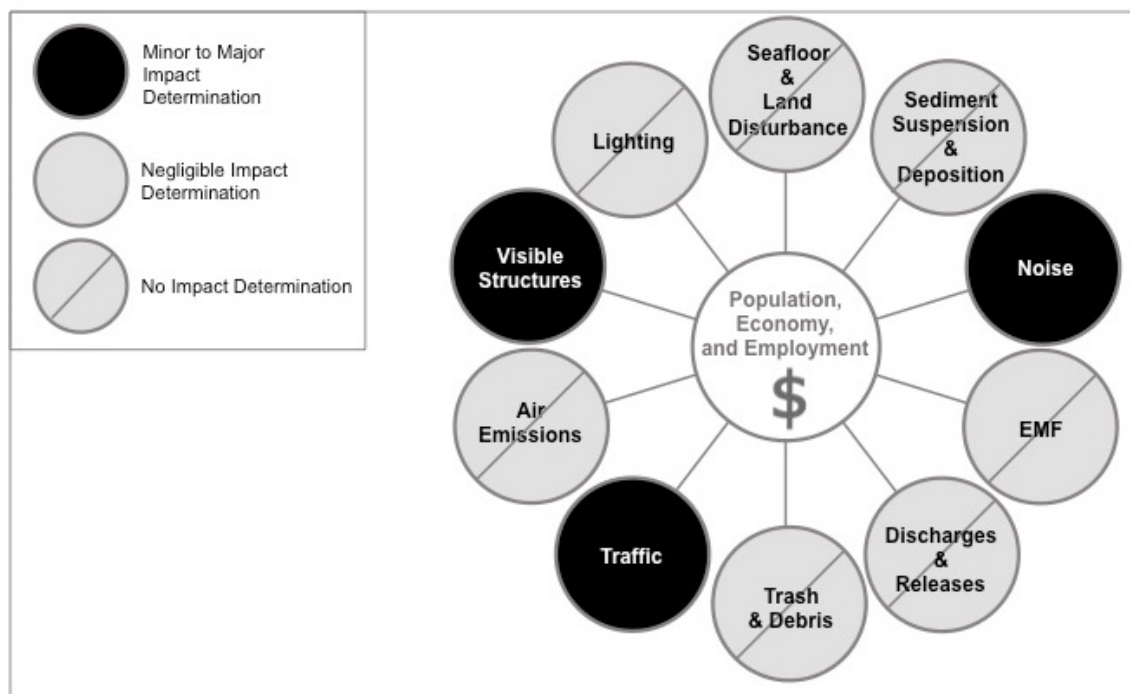 Minor to Major
Impact
Determination
Negligible Impact
Determination
No Impact Determination
Seafloor
&
Land
Disturbance
Sediment
Suspension
&
Deposition
Lighting
Visible
Structures
Noise
Population,
Economy,
and Employment
$
Air
Emissions
EMF
Traffic
Discharges
&
Releases
Trash
& Debris